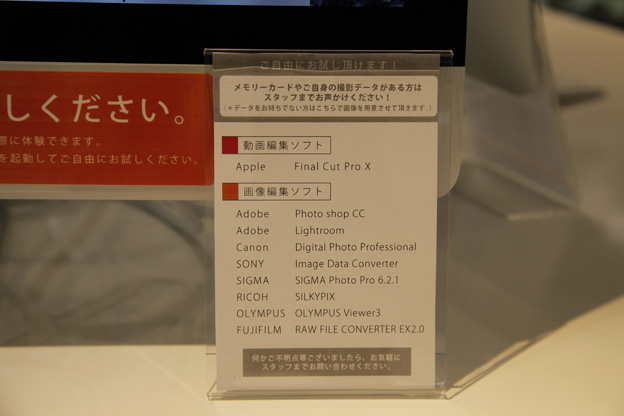 しください。
際に体験できます。
を起動してご自由にお試しください。
ご自由にお試し頂けます!
メモリーカードやご自身の撮影データがある方は
スタッフまでお声かけください!
(※データをお持ちでない方はこちらで画像を用意させて頂きます。)
動画編集ソフト
Apple Final Cut Pro X
画像編集ソフト
Adobe Photo shop CC
Adobe Lightroom
Canon Digital Photo Professional
SONY Image Data Converter
SIGMA SIGMA Photo Pro 6.2.1
RICOH SILKYPIX
OLYMPUS OLYMPUS Viewer3
FUJIFILM RAW FILE CONVERTER EX2.0
何かご不明点等ございましたら、お気軽に
スタッフまでお問い合わせください。